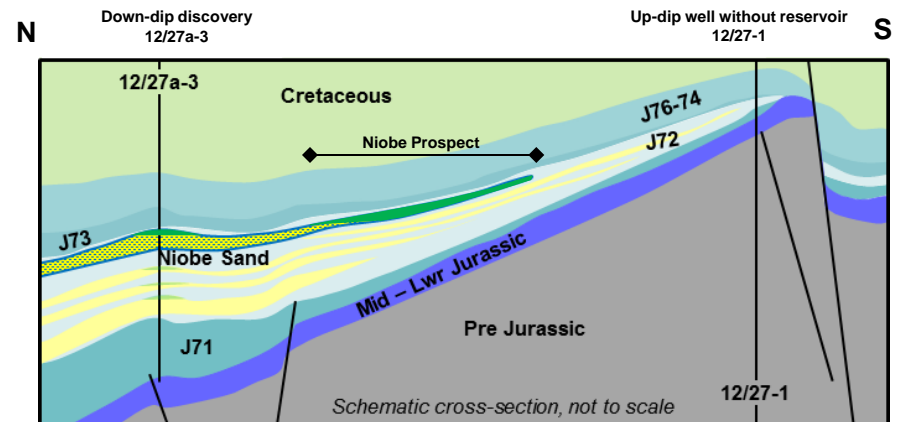 Down-dip discovery
12/27a-3
Up-dip well without reservoir
12/27-1
N
S
12/27a-3
Cretaceous
J76-74
Niobe Prospect
J72
J73
Niobe Sand
Mid – Lwr Jurassic
Pre Jurassic
J71
12/27-1
Schematic cross-section, not to scale